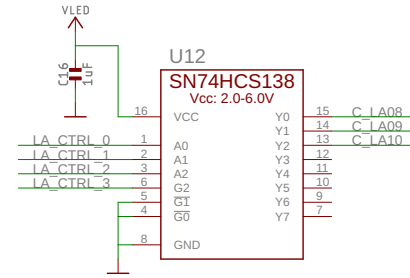 VLED
C16
1uF
U12
SN74HCS138
Vcc: 2.0-6.0V
16 VCC Y0 15 C_LA08
Y1 14 C_LA09
LA_CTRL_0 1 A0 Y2 13 C_LA10
LA_CTRL_1 2 A1 Y3 12
LA_CTRL_2 3 A2 Y4 11
LA_CTRL_3 6 G2 Y5 10
5 G1 Y6 9
4 G0 Y7 7
8 GND